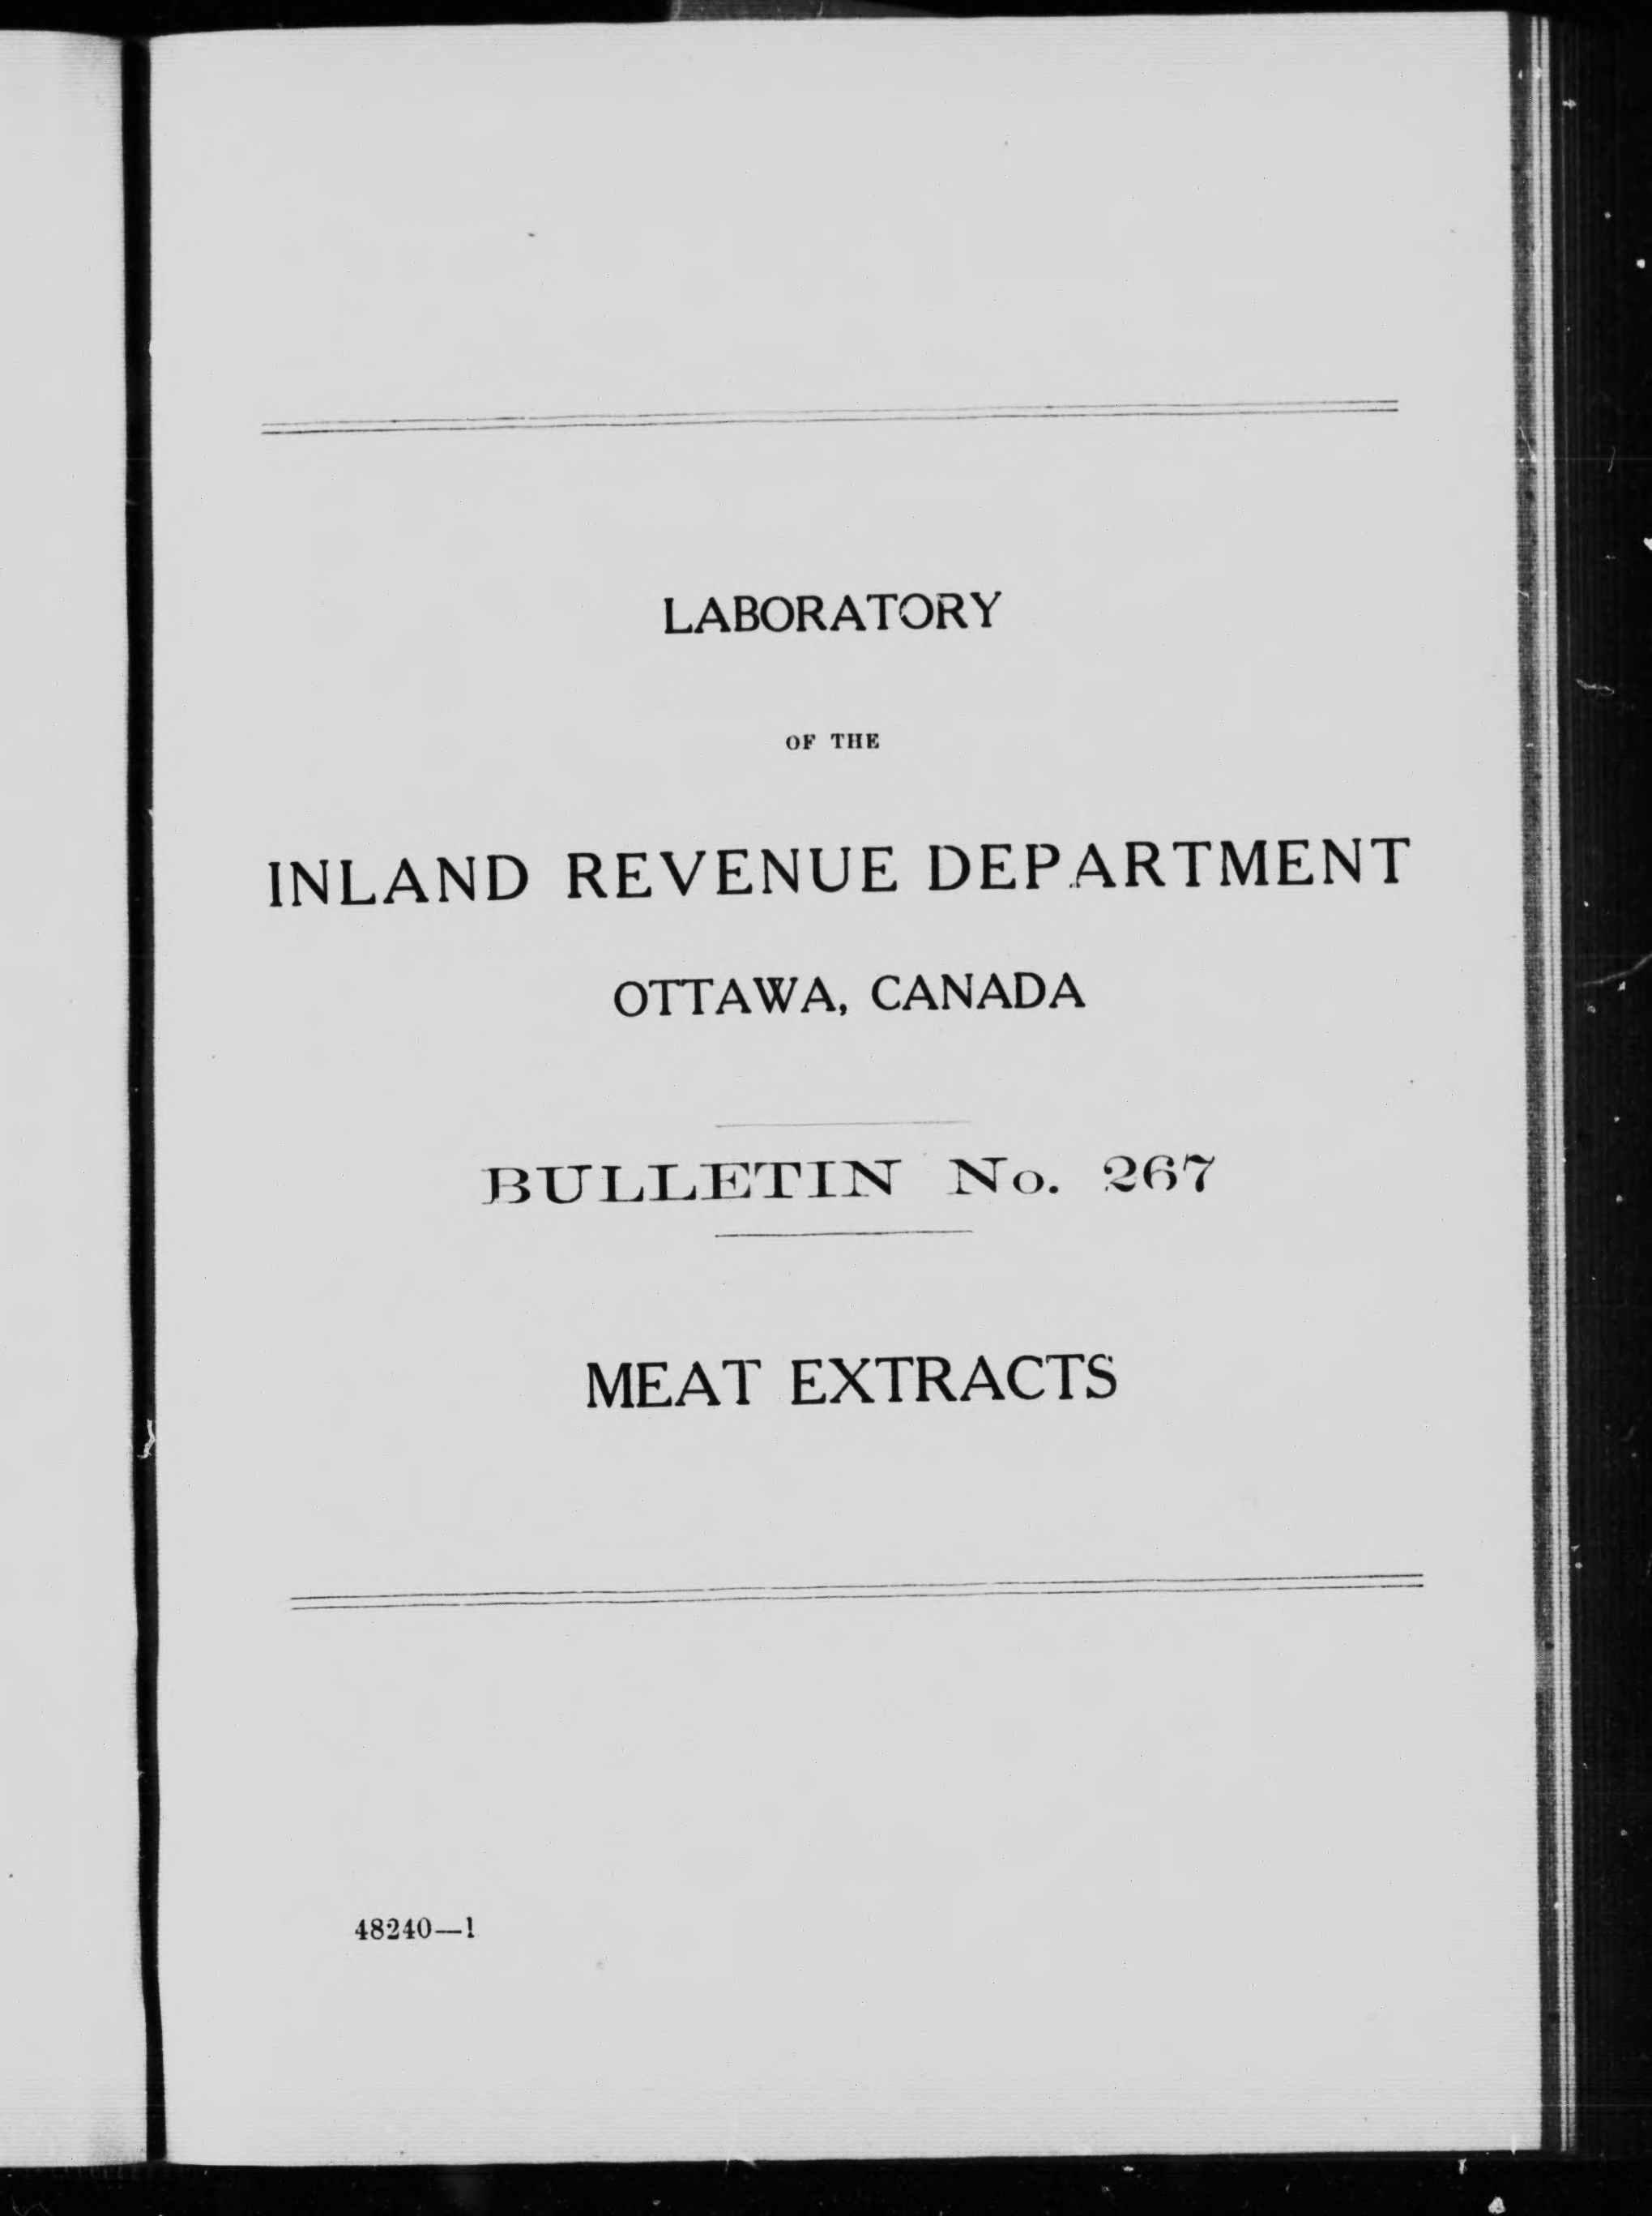 LABORATORY
OF THE
INLAND REVENUE DEPARTMENT
OTTAWA, CANADA
BULLETIN No. 267
MEAT EXTRACTS
48240—1